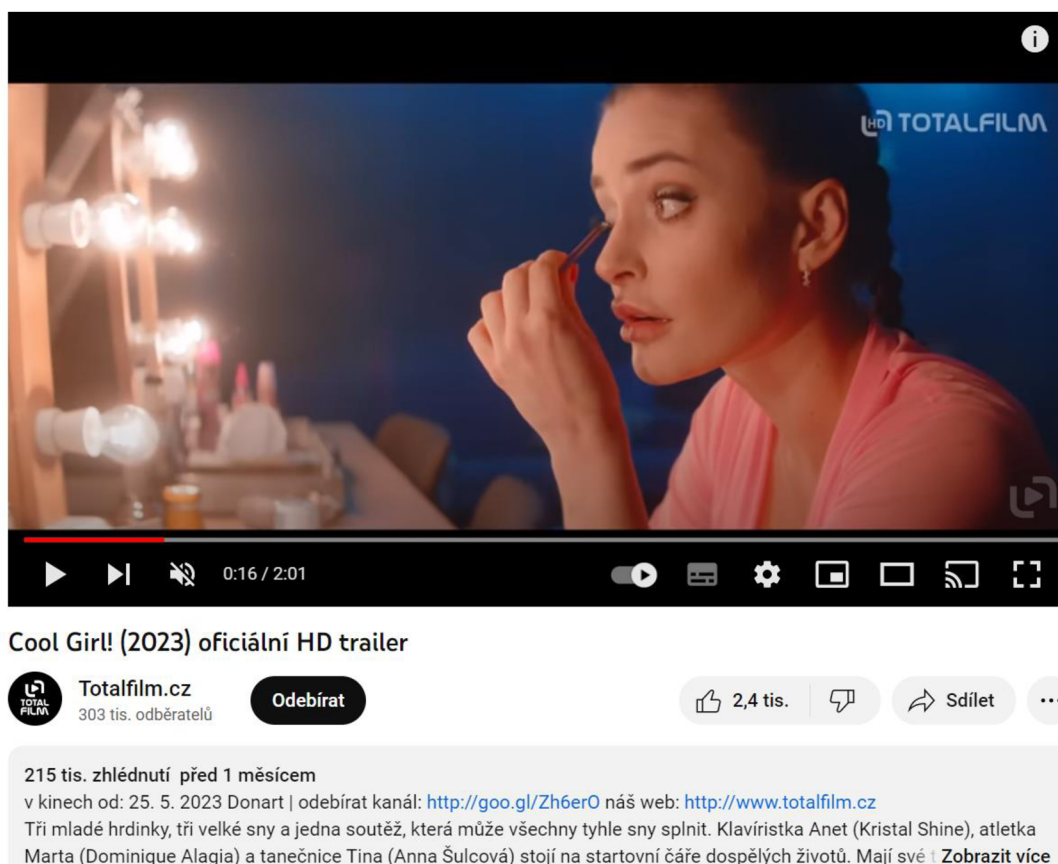 HD TOTALFILM
0:16 / 2:01
Cool Girl! (2023) oficiální HD trailer
TOTAL
FILM
Totalfilm.cz
303 tis. odběratelů
Odebírat
2,4 tis.
Sdílet
215 tis. zhlédnutí před 1 měsícem
v kinech od: 25. 5. 2023 Donart | odebírat kanál: http://goo.gl/Zh6erO náš web: http://www.totalfilm.cz
Tři mladé hrdinky, tři velké sny a jedna soutěž, která může všechny tyhle sny splnit. Klavíristka Anet (Kristal Shine), atletka
Marta (Dominique Alagia) a tanečnice Tina (Anna Šulcová) stojí na startovní čáře dospělých životů. Mají své t Zobrazit více